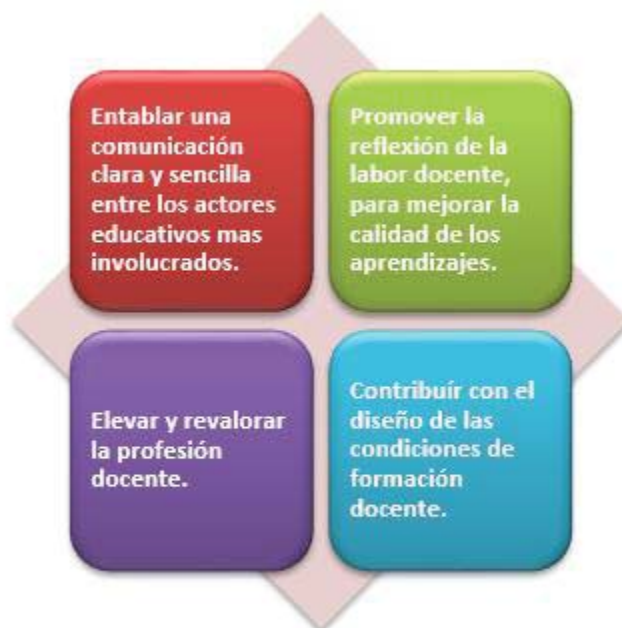 Entablar una
comunicación
clara y sencilla
entre los actores
educativos mas
involucrados.
Promover la
reflexión de la
labor docente,
para mejorar la
calidad de los
aprendizajes.
Elevar y revalorar
la profesión
docente.
Contribuír con el
diseño de las
condiciones de
formación
docente.